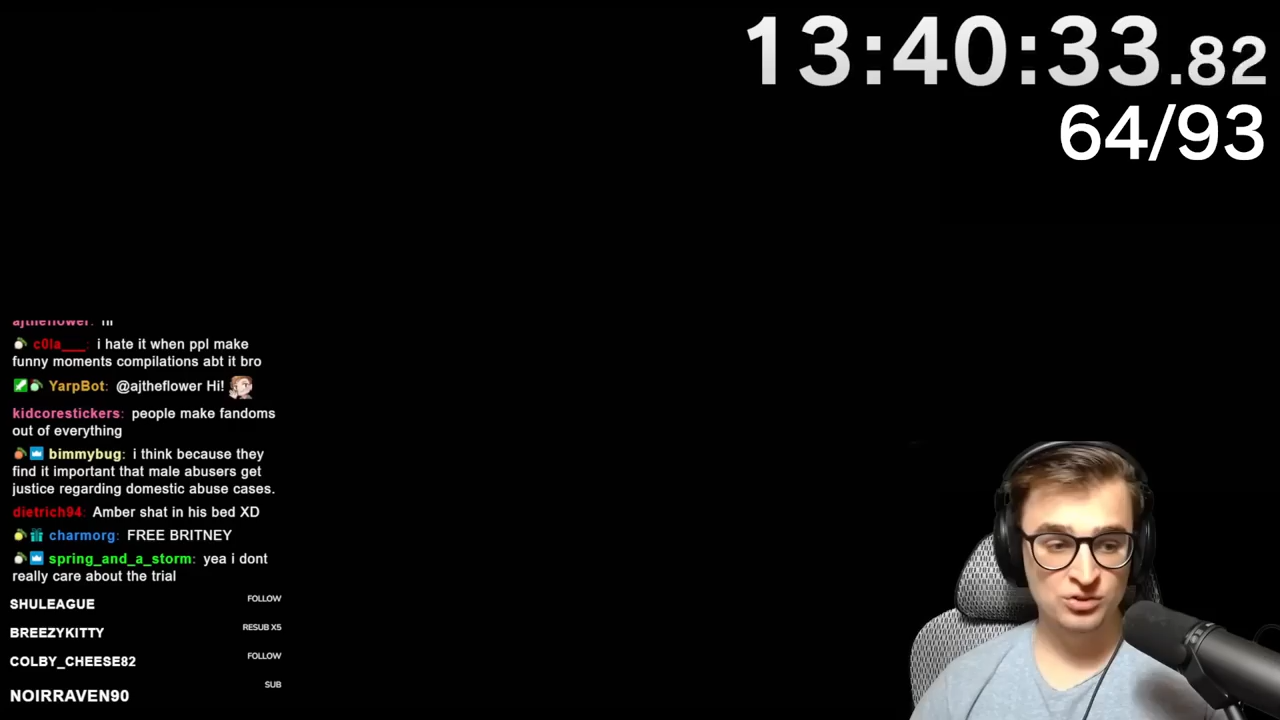 13:40:33.82
64/93
ajtheflower: hi
c0la___: i hate it when ppl make
funny moments compilations abt it bro
YarpBot: @ajtheflower Hi!
kidcorestickers: people make fandoms
out of everything
bimmybug: i think because they
find it important that male abusers get
justice regarding domestic abuse cases.
dietrich94: Amber shat in his bed XD
charmorg: FREE BRITNEY
spring_and_a_storm: yea i dont
really care about the trial
SHULEAGUE FOLLOW
BREEZYKITTY RESUB X5
COLBY_CHEESE82 FOLLOW
NOIRRAVEN90 SUB